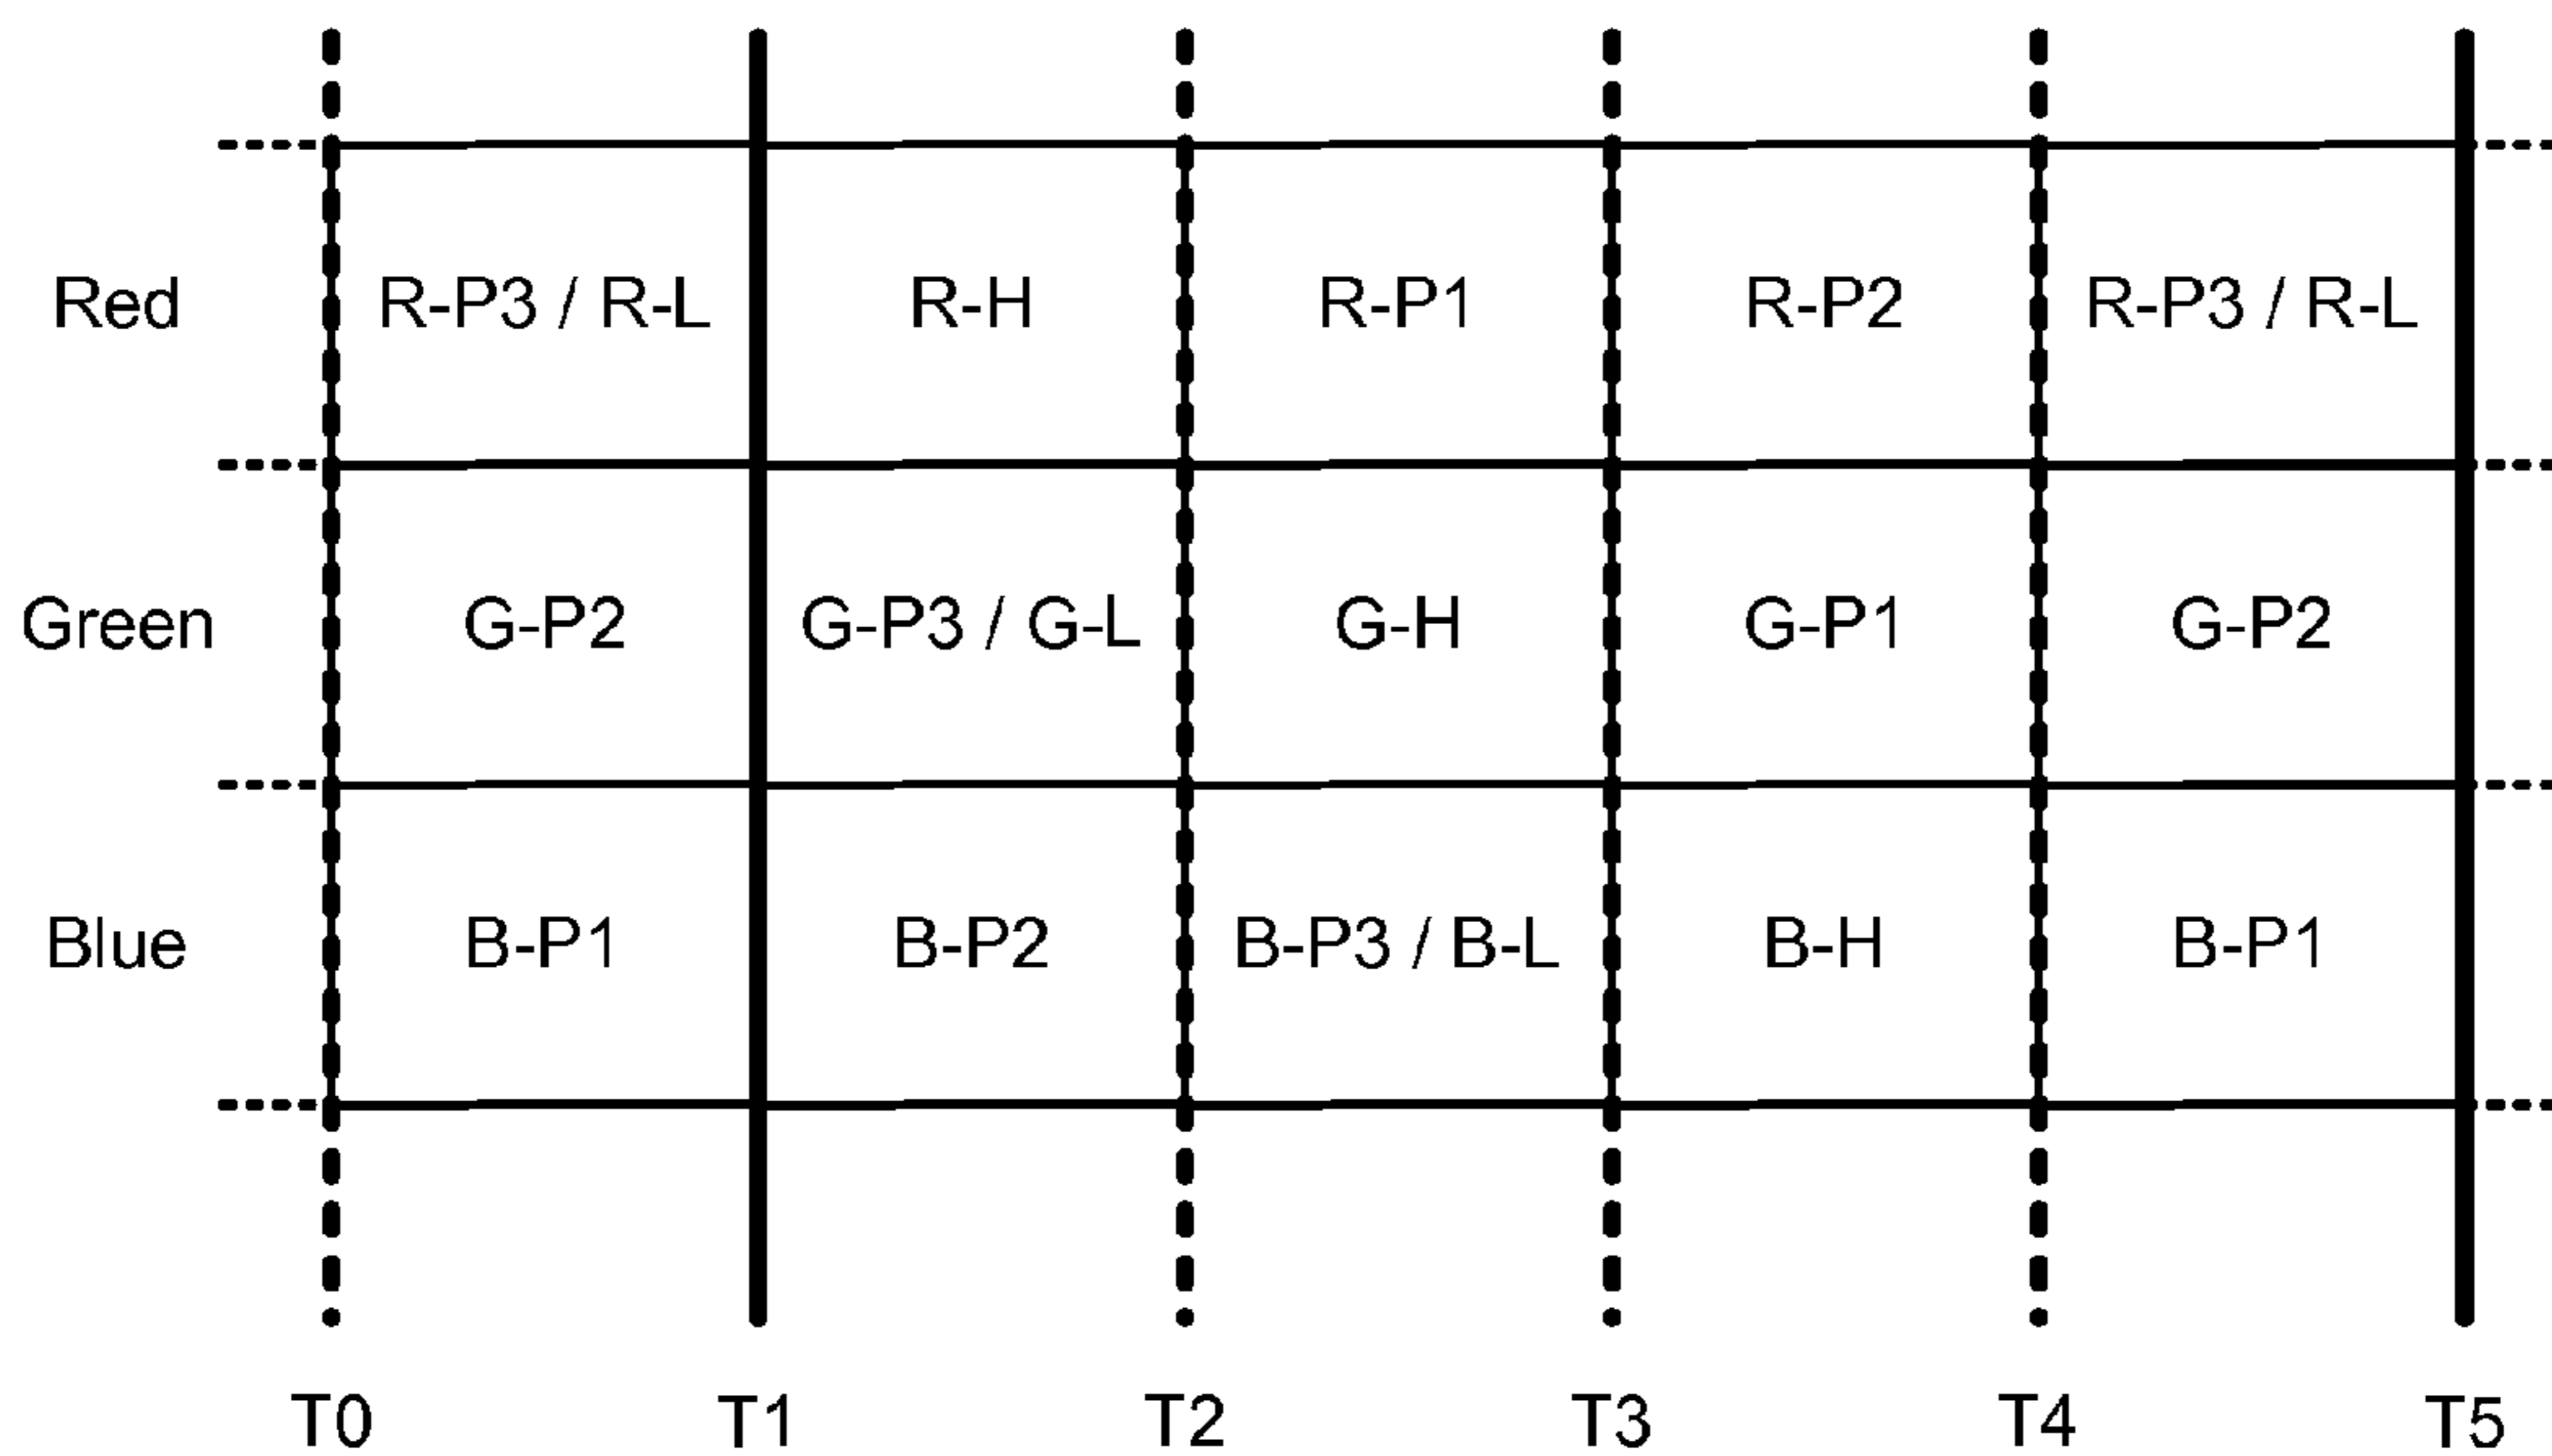 Red R-P3 / R-L R-H R-P1 R-P2 R-P3 / R-L
Green G-P2 G-P3 / G-L G-H G-P1 G-P2
Blue B-P1 B-P2 B-P3 / B-L B-H B-P1
T0 T1 T2 T3 T4 T5